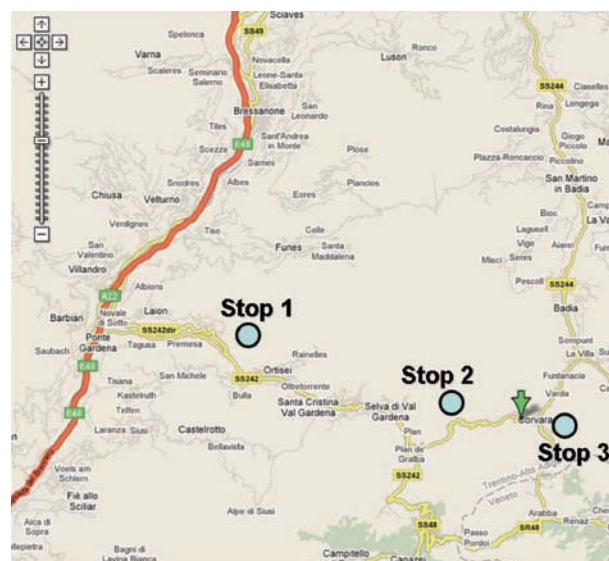 Sciaves
Spelonca
SS49
Varna
Novacella
Luson
Ronco
Scaleres
Seminario
Salerno
Leone-Santa
Elisabetta
SS244
Ciaselles
Bressanone
San
Leonardo
Rina
Longega
Tiles
Costalungia
Sant'Andrea
in Monte
Giogo
Piccolo
Scezze
E45
Plose
Plazza-Roncaccio
Piccolino
Sarnes
Snodres
Albes
Plancios
San Martino
in Badia
Chiusa
Velturno
Eores
Verdignes
Bioc
Tiso
Lagusell
San
Valentino
Funes
Celle
Santa
Maddalena
Vigo
Aiarei
Villandro
Misci
Seres
Albions
Pescoll
SS244
A22
Barbian
Novale
di Sotto
Laion
Stop 1
Badia
SS242dir
Ponte
Gardena
Tagusa
Premesa
Sompunt
Saubach
Rainelles
La Villa
E45
Ortisei
San Michele
SS242
Stop 2
Funtanacia
Tisana
Oltretorrente
Kastelruth
Bulla
Santa Cristina
Val Gardena
Selva di Val
Gardena
Varda
E45
Telfen
Corvara
Laranza
Siusi
Castelrotto
Plan
Stop 3
Bellavista
Plan de
Gralba
Voels am
Schlern
SS242
Trentino-Alto Adige
Veneto
Fiè allo
Sciliar
Alpe di Siusi
Arabba
Renaz
Aica di
Sopra
SS48
Passo
Pordoi
SR48
Bagni di
Lavina Bianca
Campitello
Canazei